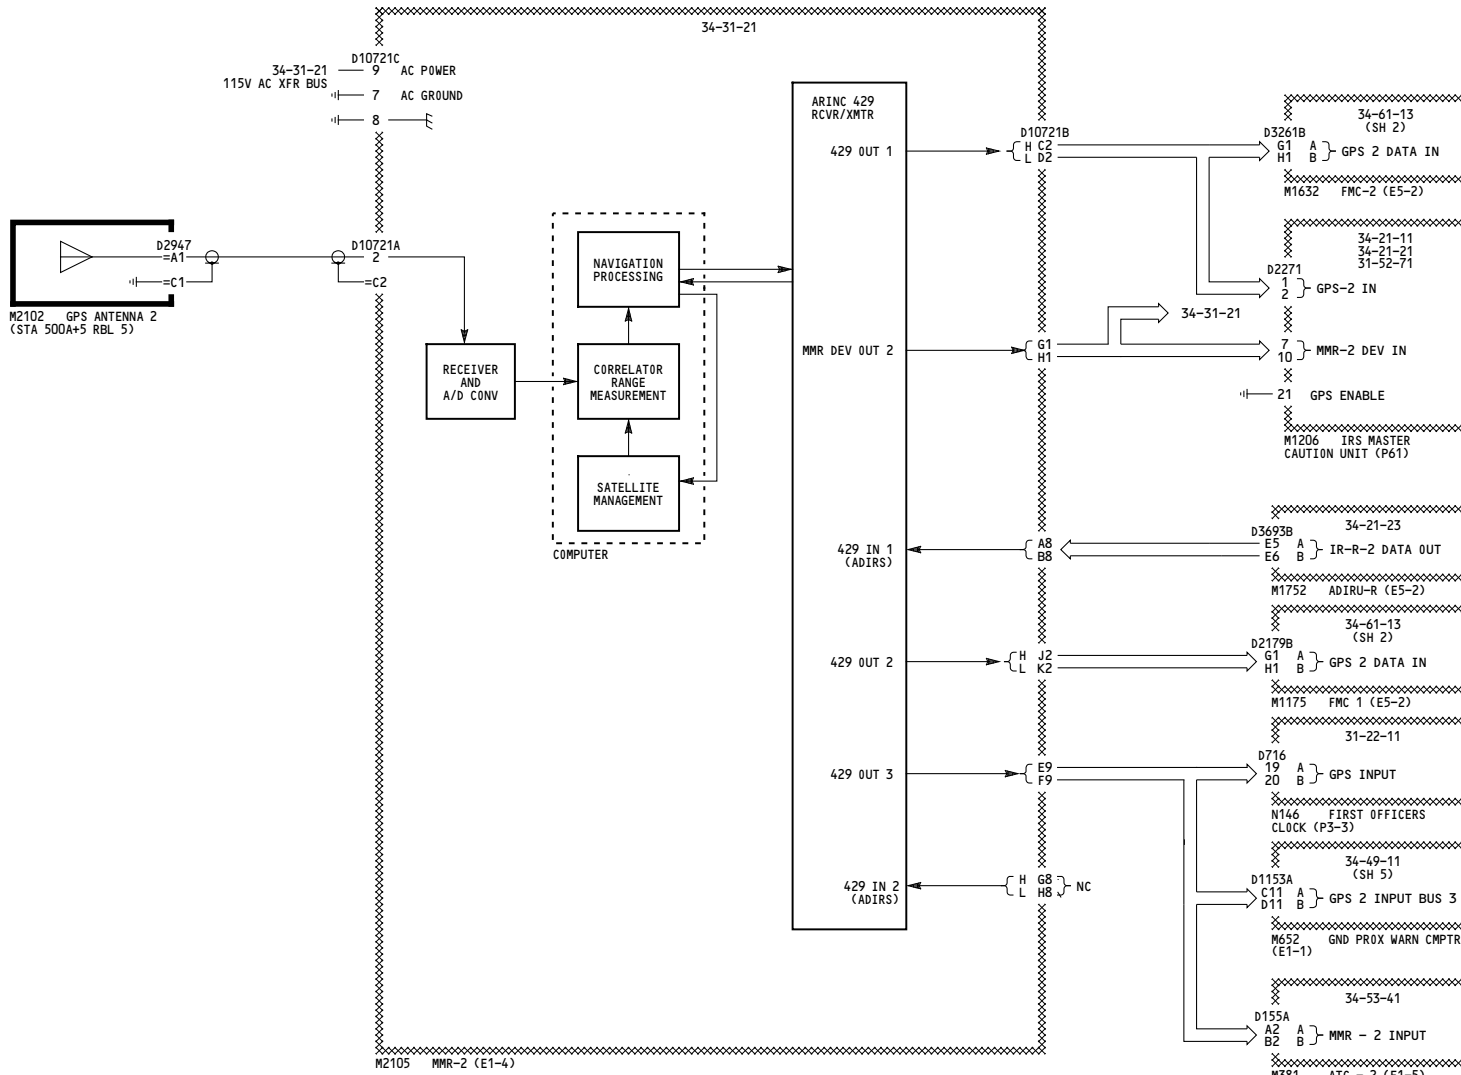 34-31-21
D10721C
34-31-21
115V AC XFR BUS
9 AC POWER
7 AC GROUND
8
D2947
=A1
=C1
M2102 GPS ANTENNA 2
(STA 500A+5 RBL 5)
D10721A
2
=C2
RECEIVER
AND
A/D CONV
NAVIGATION
PROCESSING
CORRELATOR
RANGE
MEASUREMENT
SATELLITE
MANAGEMENT
COMPUTER
ARINC 429
RCVR/XMTR
429 OUT 1
MMR DEV OUT 2
429 IN 1
(ADIRS)
429 OUT 2
429 OUT 3
429 IN 2
(ADIRS)
D10721B
H C2
L D2
G1
H1
34-31-21
A8
B8
H J2
L K2
E9
F9
H G8
L H8
NC
M2105 MMR-2 (E1-4)
34-61-13
(SH 2)
D3261B
G1 A
H1 B
GPS 2 DATA IN
M1632 FMC-2 (E5-2)
34-21-11
34-21-21
31-52-71
D2271
1
2
GPS-2 IN
7
10
MMR-2 DEV IN
21 GPS ENABLE
M1206 IRS MASTER
CAUTION UNIT (P61)
34-21-23
D3693B
E5 A
E6 B
IR-R-2 DATA OUT
M1752 ADIRU-R (E5-2)
34-61-13
(SH 2)
D2179B
G1 A
H1 B
GPS 2 DATA IN
M1175 FMC 1 (E5-2)
31-22-11
D716
19 A
20 B
GPS INPUT
N146 FIRST OFFICERS
CLOCK (P3-3)
34-49-11
(SH 5)
D1153A
C11 A
D11 B
GPS 2 INPUT BUS 3
M652 GND PROX WARN CMPTR
(E1-1)
34-53-41
D155A
A2 A
B2 B
MMR - 2 INPUT
M381 ATC - 2 (E1-5)